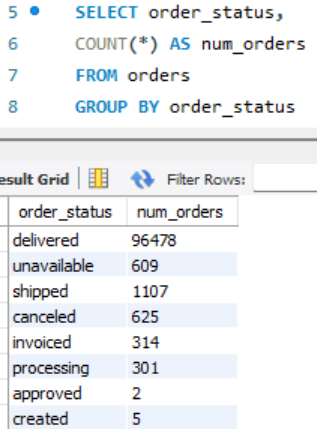 5 SELECT order_status,
6 COUNT(*) AS num_orders
7 FROM orders
8 GROUP BY order_status
esult Grid Filter Rows:
order_status num_orders
delivered 96478
unavailable 609
shipped 1107
canceled 625
invoiced 314
processing 301
approved 2
created 5